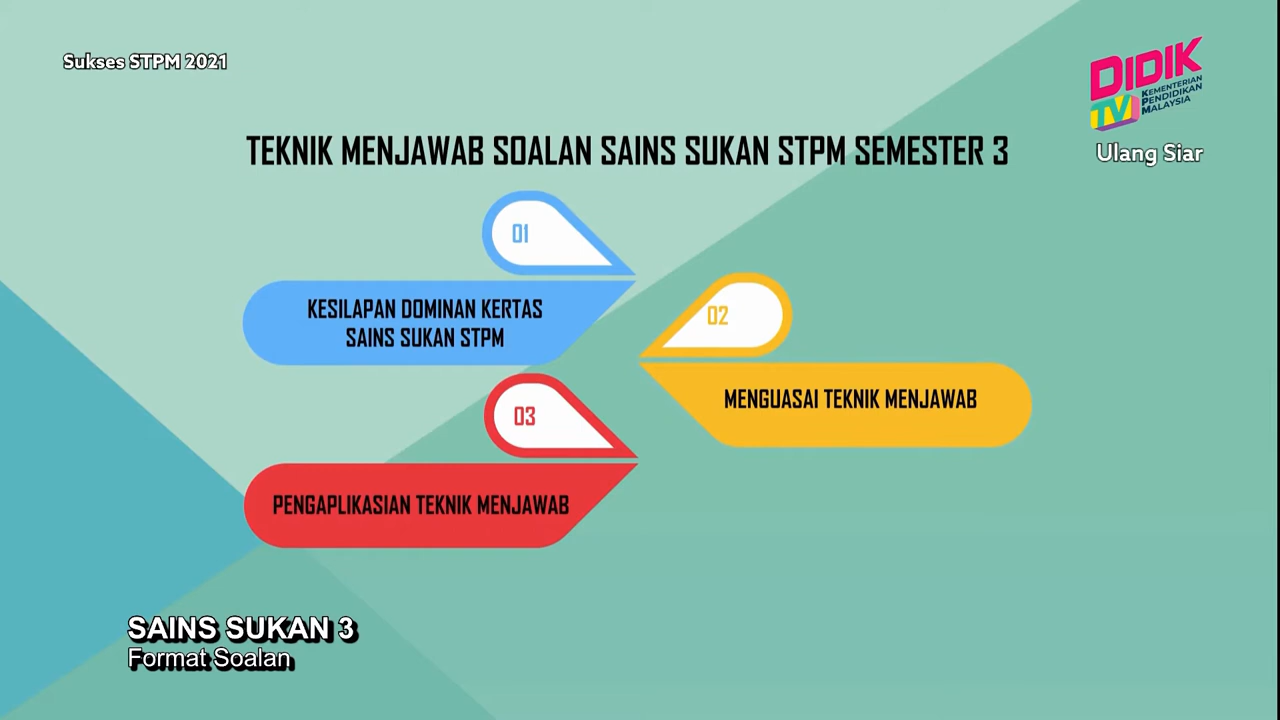 Sukses STPM 2021
DIDIK
TV
KEMENTERIAN
PENDIDIKAN
MALAYSIA
Ulang Siar
TEKNIK MENJAWAB SOALAN SAINS SUKAN STPM SEMESTER 3
01
KESILAPAN DOMINAN KERTAS
SAINS SUKAN STPM
02
MENGUASAI TEKNIK MENJAWAB
03
PENGAPLIKASIAN TEKNIK MENJAWAB
SAINS SUKAN 3
Format Soalan